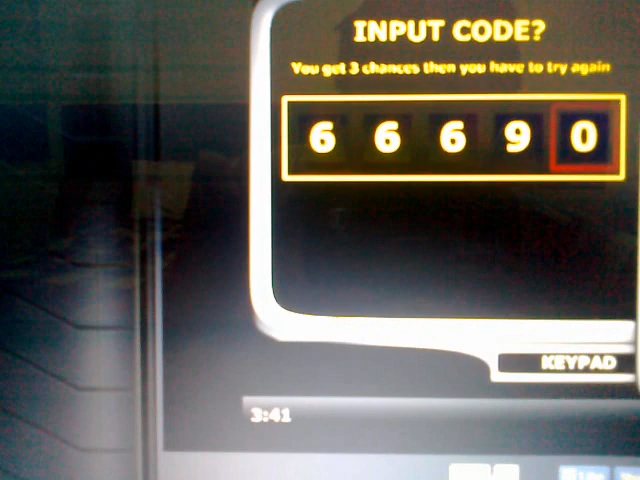 INPUT CODE?
You get 3 chances then you have to try again
6 6 6 9 0
KEYPAD
3:41